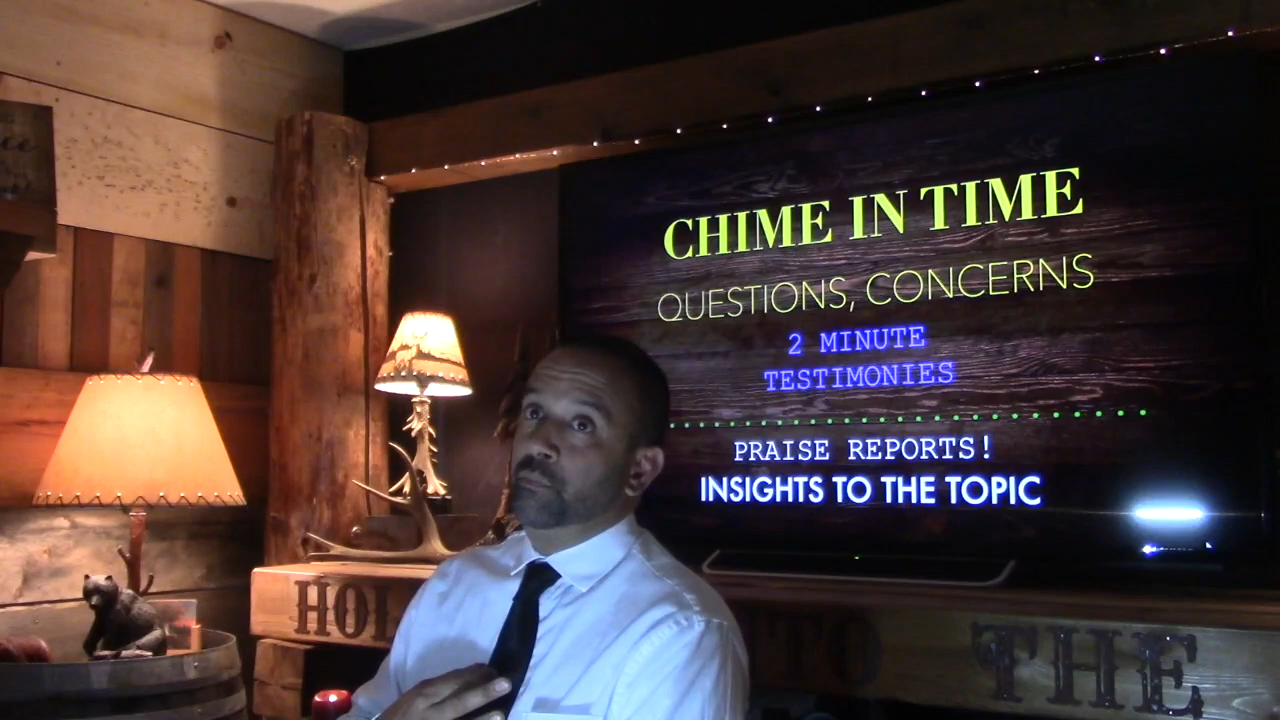 CHIME IN TIME
QUESTIONS, CONCERNS
2 MINUTE
TESTIMONIES
PRAISE REPORTS!
INSIGHTS TO THE TOPIC
THE